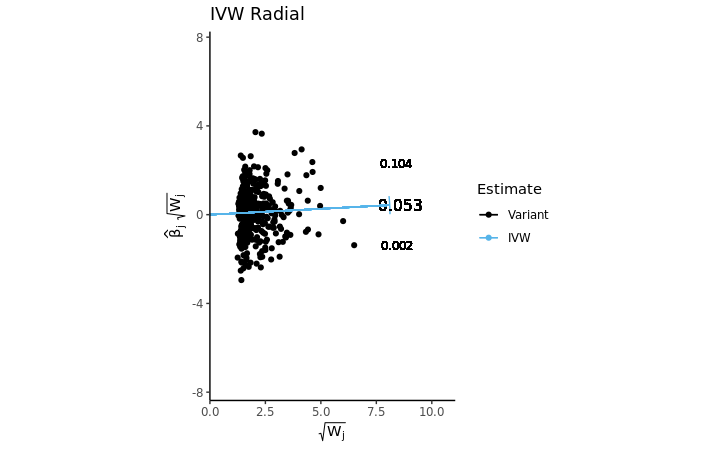 IVW Radial
8
4
0
-4
-8
β̂j √Wj
0.104
0.053
0.002
0.0
2.5
5.0
7.5
10.0
√Wj
Estimate
Variant
IVW